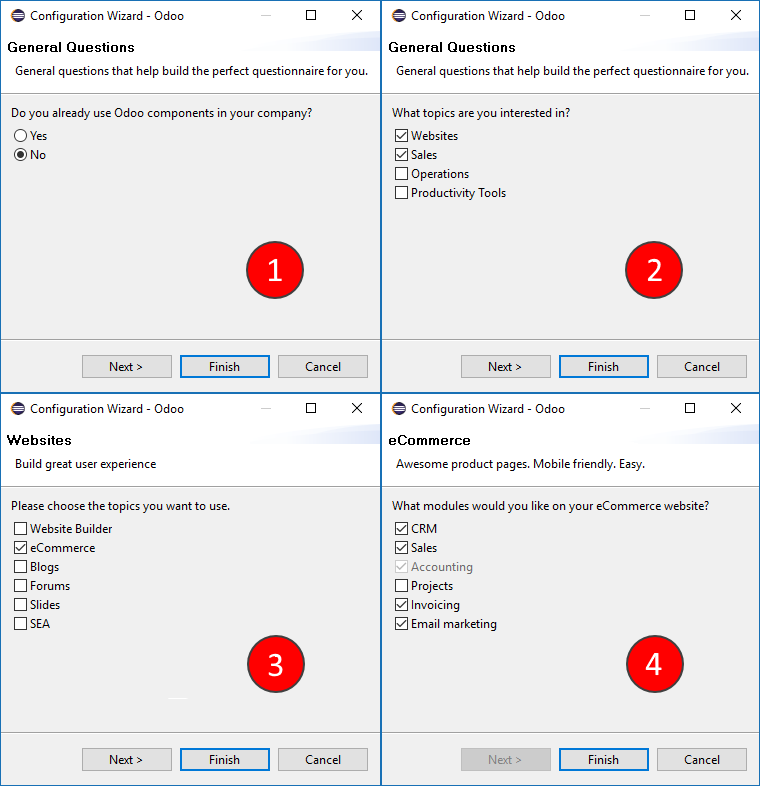 Configuration Wizard - Odoo
General Questions
General questions that help build the perfect questionnaire for you.
Do you already use Odoo components in your company?
Yes
No
1
Next >
Finish
Cancel
Configuration Wizard - Odoo
General Questions
General questions that help build the perfect questionnaire for you.
What topics are you interested in?
Websites
Sales
Operations
Productivity Tools
2
Next >
Finish
Cancel
Configuration Wizard - Odoo
Websites
Build great user experience
Please choose the topics you want to use.
Website Builder
eCommerce
Blogs
Forums
Slides
SEA
3
Next >
Finish
Cancel
Configuration Wizard - Odoo
eCommerce
Awesome product pages. Mobile friendly. Easy.
What modules would you like on your eCommerce website?
CRM
Sales
Accounting
Projects
Invoicing
Email marketing
4
Next >
Finish
Cancel